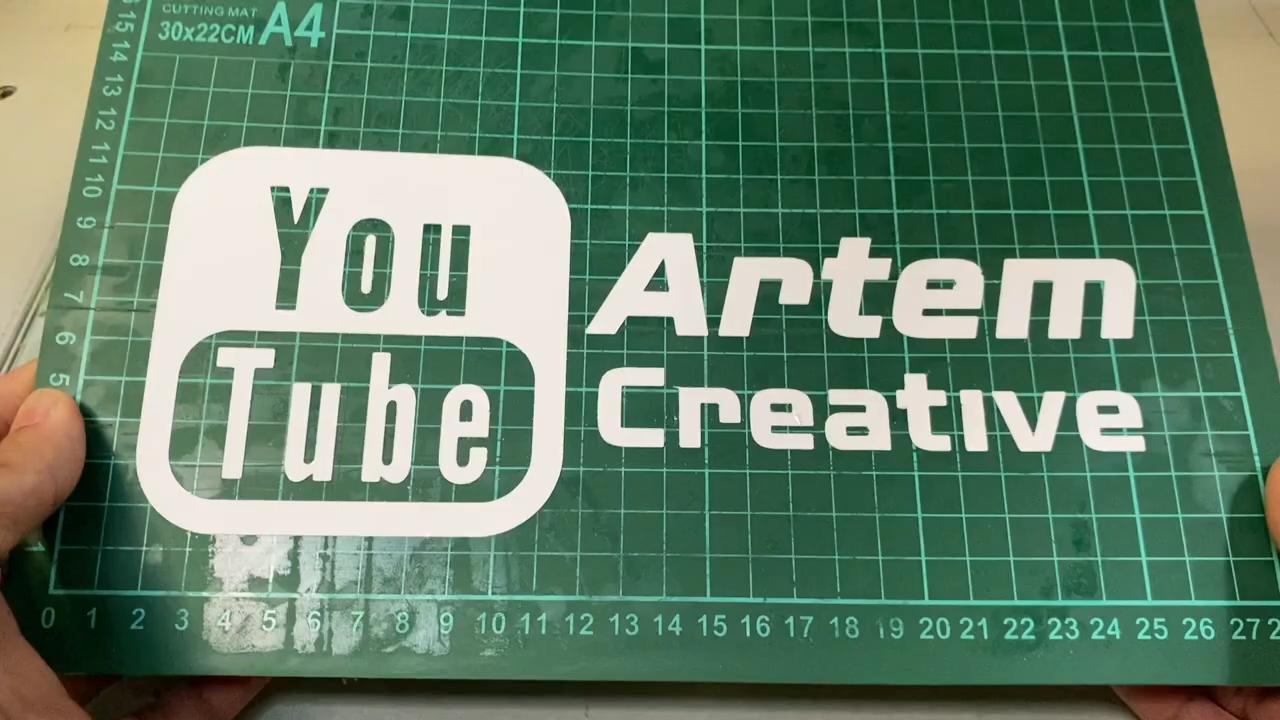 CUTTING MAT
30x22CM A4
15
14
13
12
11
10
9
8
7
6
5
1
You
Tube
Artem
Creative
0 1 2 3 4 5 6 7 8 9 10 11 12 13 14 15 16 17 18 19 20 21 22 23 24 25 26 27